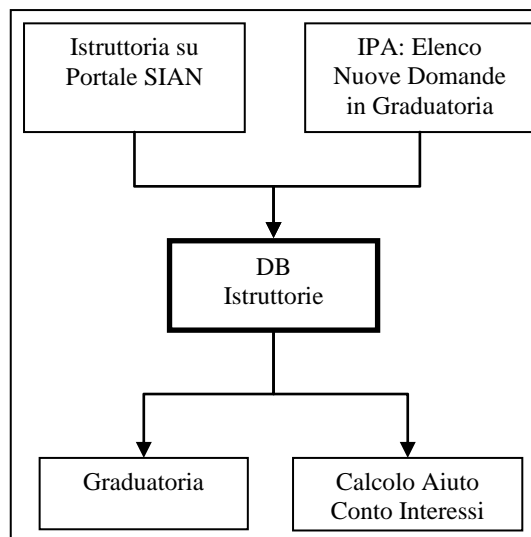 Istruttoria su
Portale SIAN
IPA: Elenco
Nuove Domande
in Graduatoria
DB
Istruttorie
Graduatoria
Calcolo Aiuto
Conto Interessi